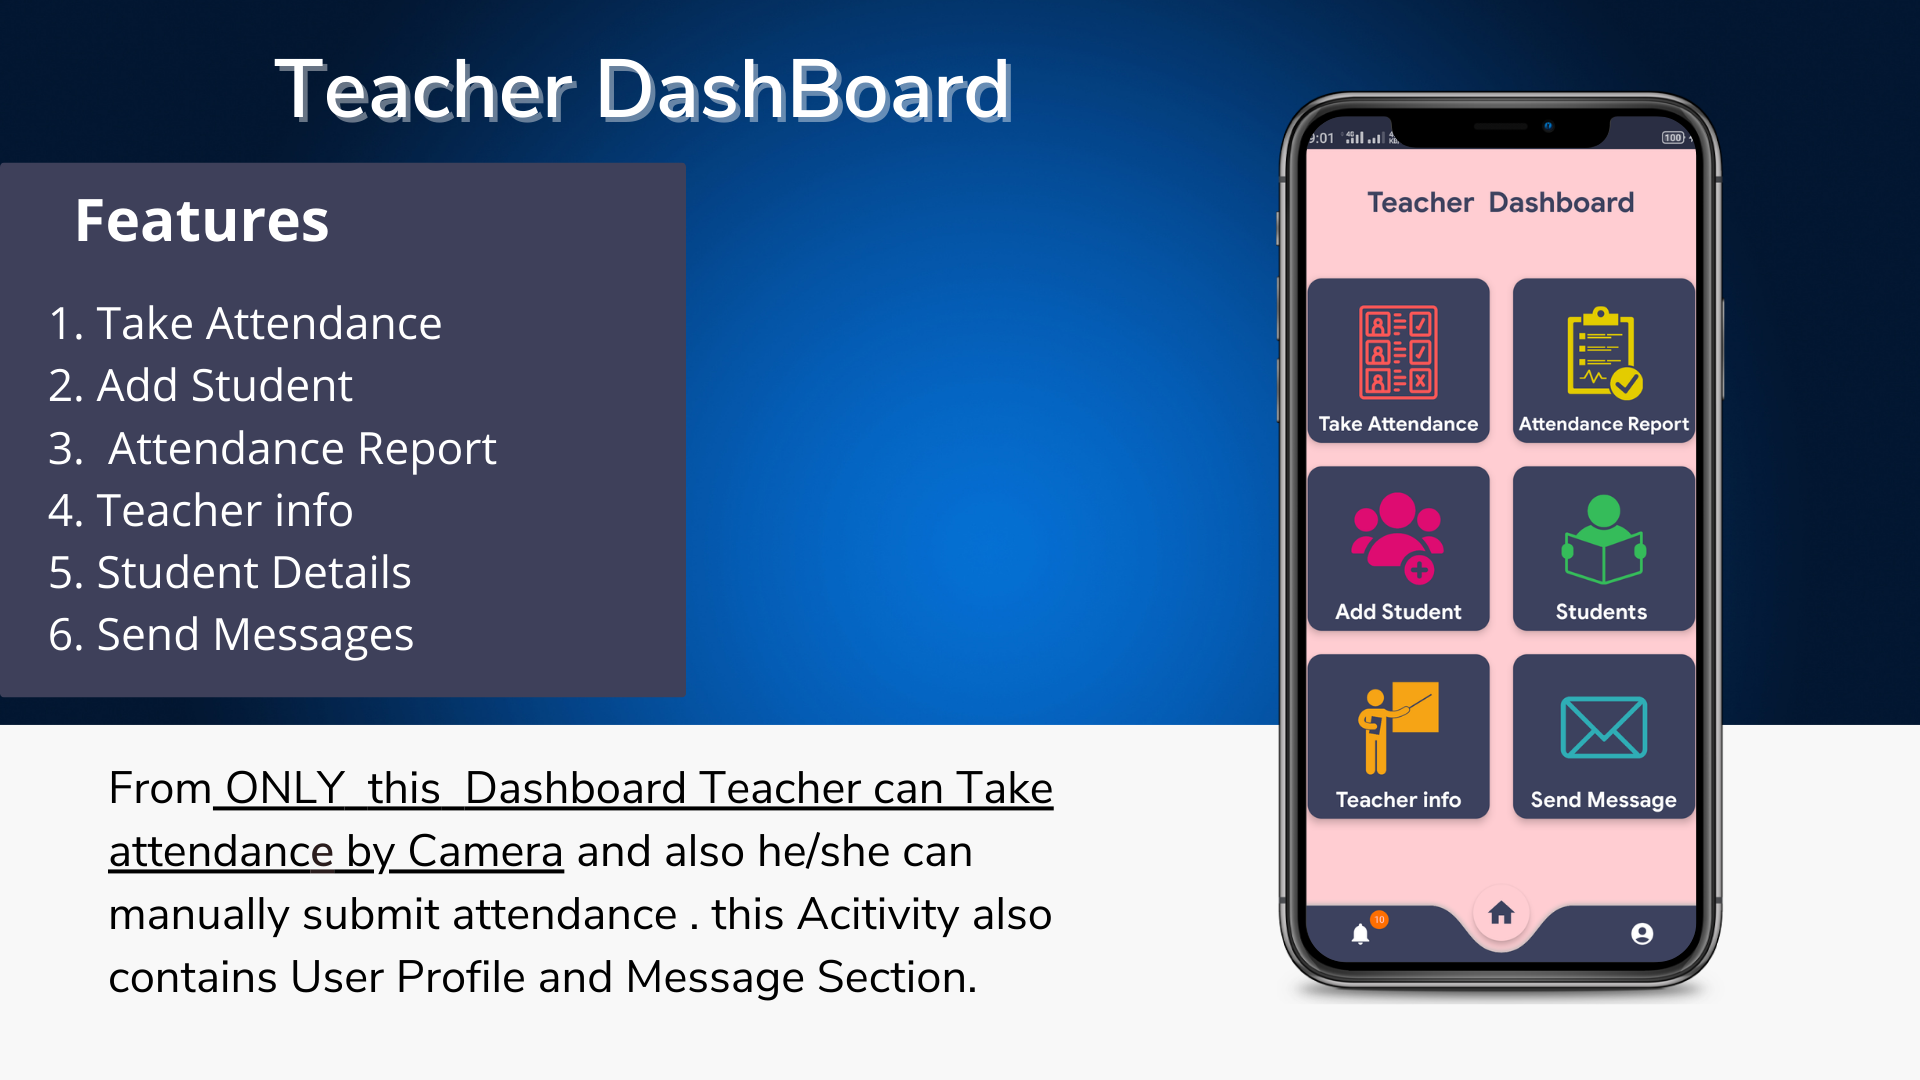 Teacher DashBoard
Features
1. Take Attendance
2. Add Student
3.  Attendance Report
4. Teacher info
5. Student Details
6. Send Messages
From ONLY  this  Dashboard Teacher can Take
attendance by Camera and also he/she can
manually submit attendance . this Acitivity also
contains User Profile and Message Section.
9:01
100
Teacher  Dashboard
Take Attendance
Attendance Report
Add Student
Students
Teacher info
Send Message
10